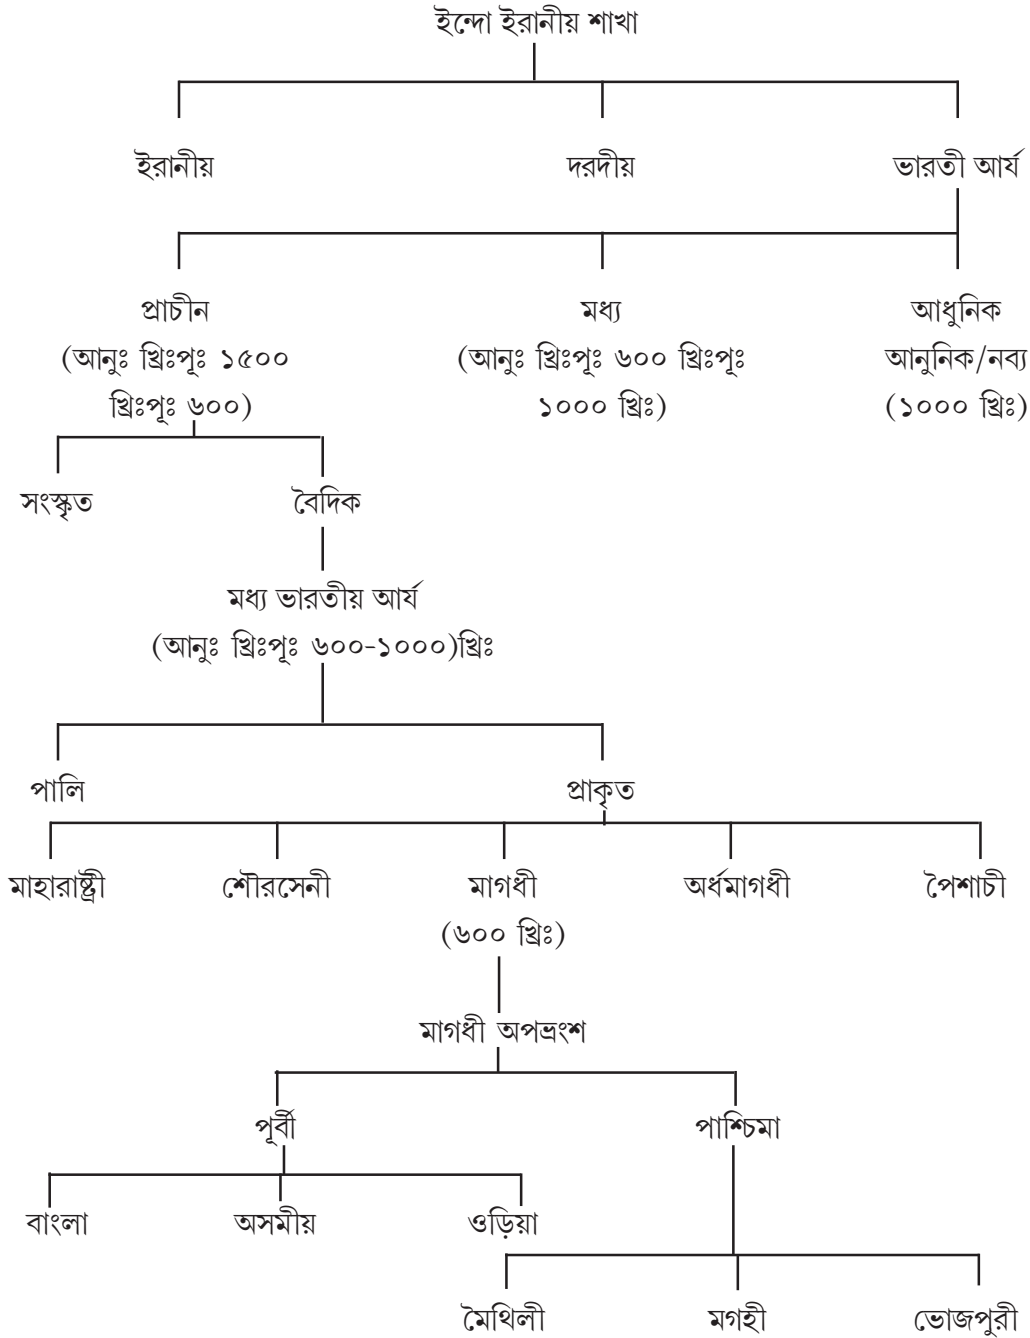 ইন্দো ইরানীয় শাখা
ইরানীয় দরদীয় ভারতী আর্য
প্রাচীন মধ্য আধুনিক
(আনুঃ খ্রিঃপূঃ ১৫০০ (আনুঃ খ্রিঃপূঃ ৬০০ খ্রিঃপূঃ আনুনিক/নব্য
খ্রিঃপূঃ ৬০০) ১০০০ খ্রিঃ) (১০০০ খ্রিঃ)
সংস্কৃত বৈদিক
মধ্য ভারতীয় আর্য
(আনুঃ খ্রিঃপূঃ ৬০০-১০০০)খ্রিঃ
পালি প্রাকৃত
মাহারাষ্ট্রী শৌরসেনী মাগধী অর্ধমাগধী পৈশাচী
(৬০০ খ্রিঃ)
মাগধী অপভ্রংশ
পূর্বী পাশ্চিমা
বাংলা অসমীয় ওড়িয়া
মৈথিলী মগহী ভোজপুরী